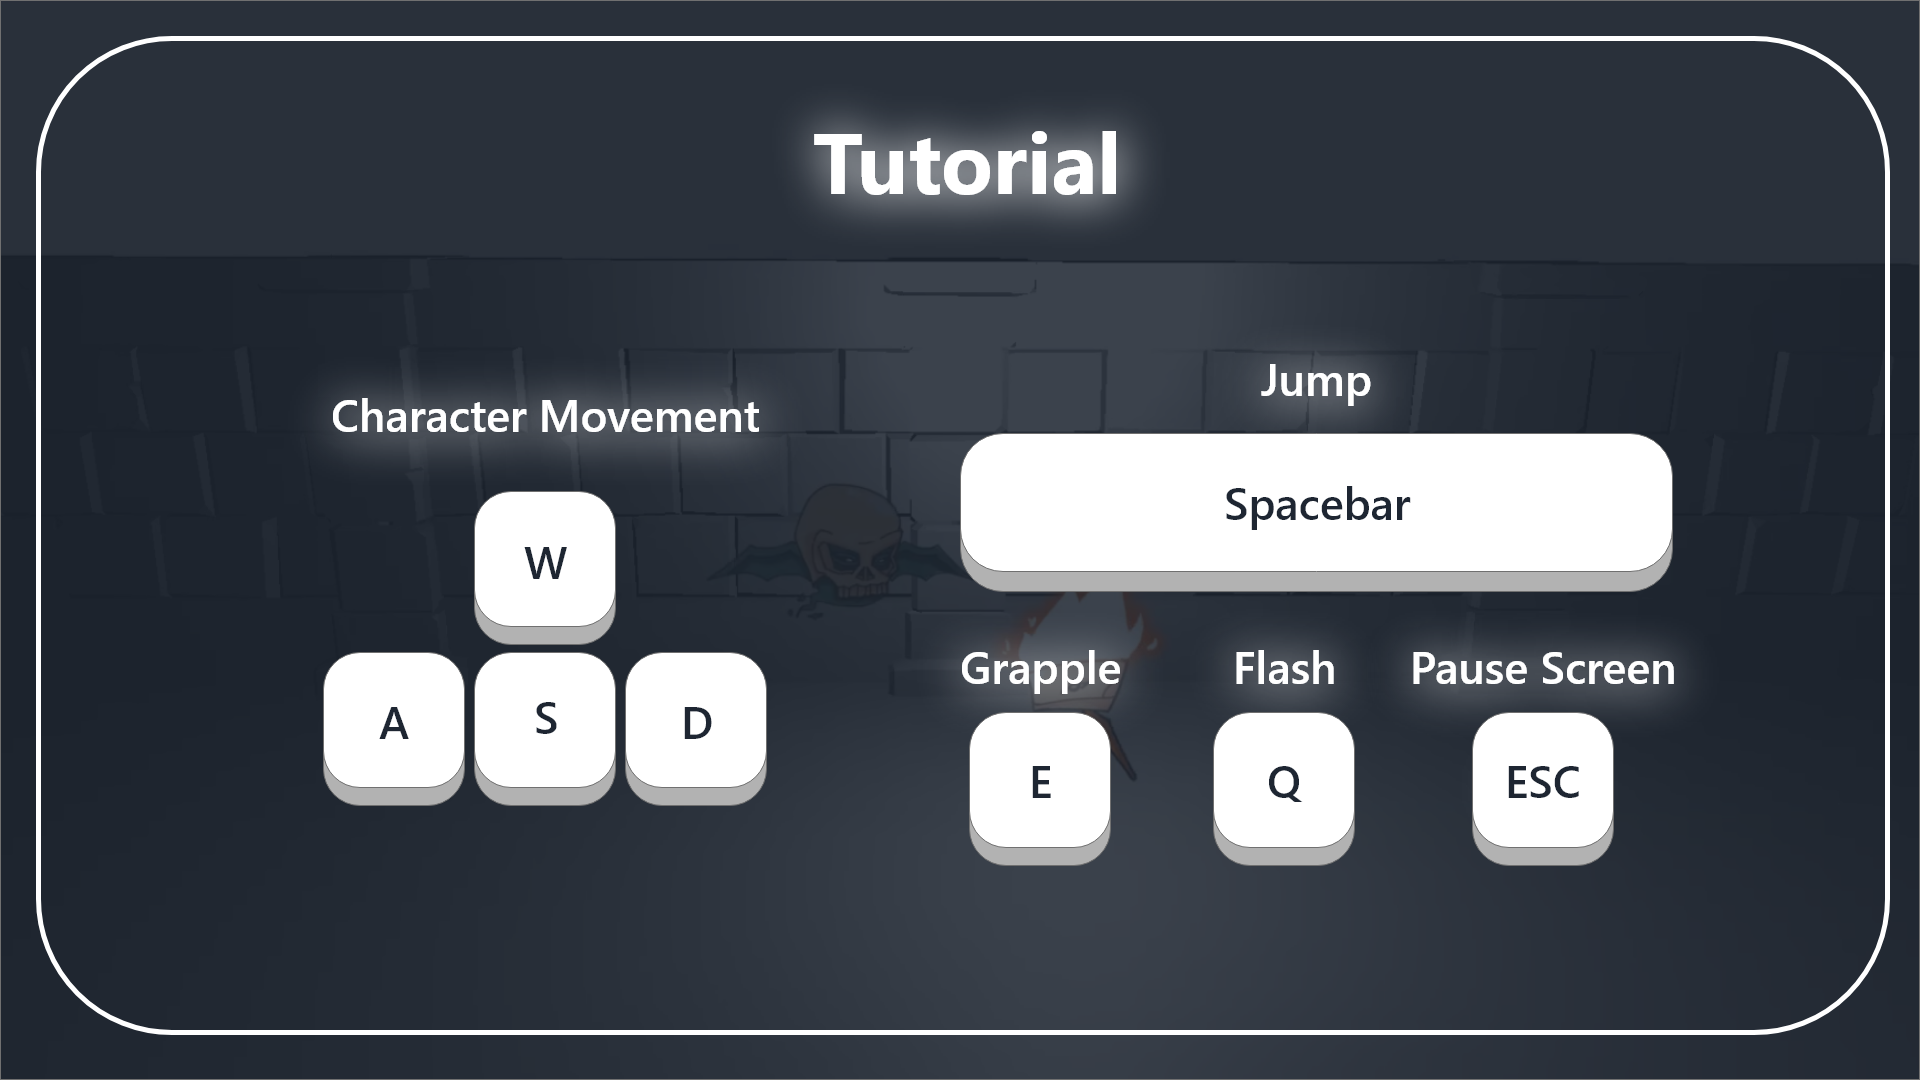 Tutorial
Character Movement
W
A S D
Jump
Spacebar
Grapple Flash Pause Screen
E Q ESC